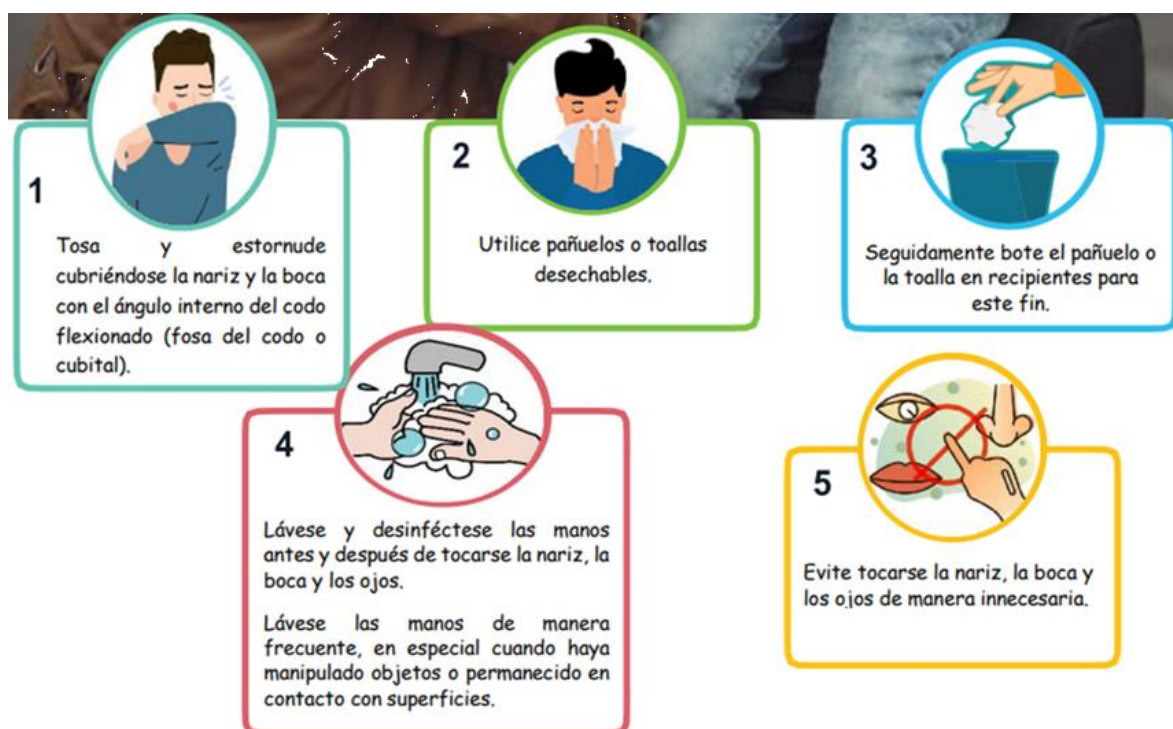 1
Tosa y estornude
cubriéndose la nariz y la boca
con el ángulo interno del codo
flexionado (fosa del codo o
cubital).
2
Utilice pañuelos o toallas
desechables.
3
Seguidamente bote el pañuelo o
la toalla en recipientes para
este fin.
4
Lávese y desinféctese las manos
antes y después de tocarse la nariz, la
boca y los ojos.
Lávese las manos de manera
frecuente, en especial cuando haya
manipulado objetos o permanecido en
contacto con superficies.
5
Evite tocarse la nariz, la boca y
los ojos de manera innecesaria.